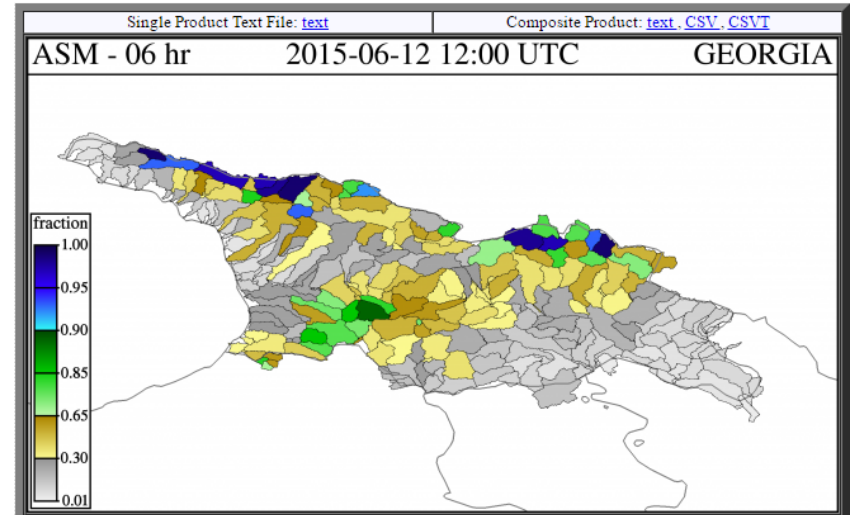 Single Product Text File: text
Composite Product: text , CSV , CSVT
ASM - 06 hr 2015-06-12 12:00 UTC GEORGIA
fraction
1.00
0.95
0.90
0.85
0.65
0.30
0.01